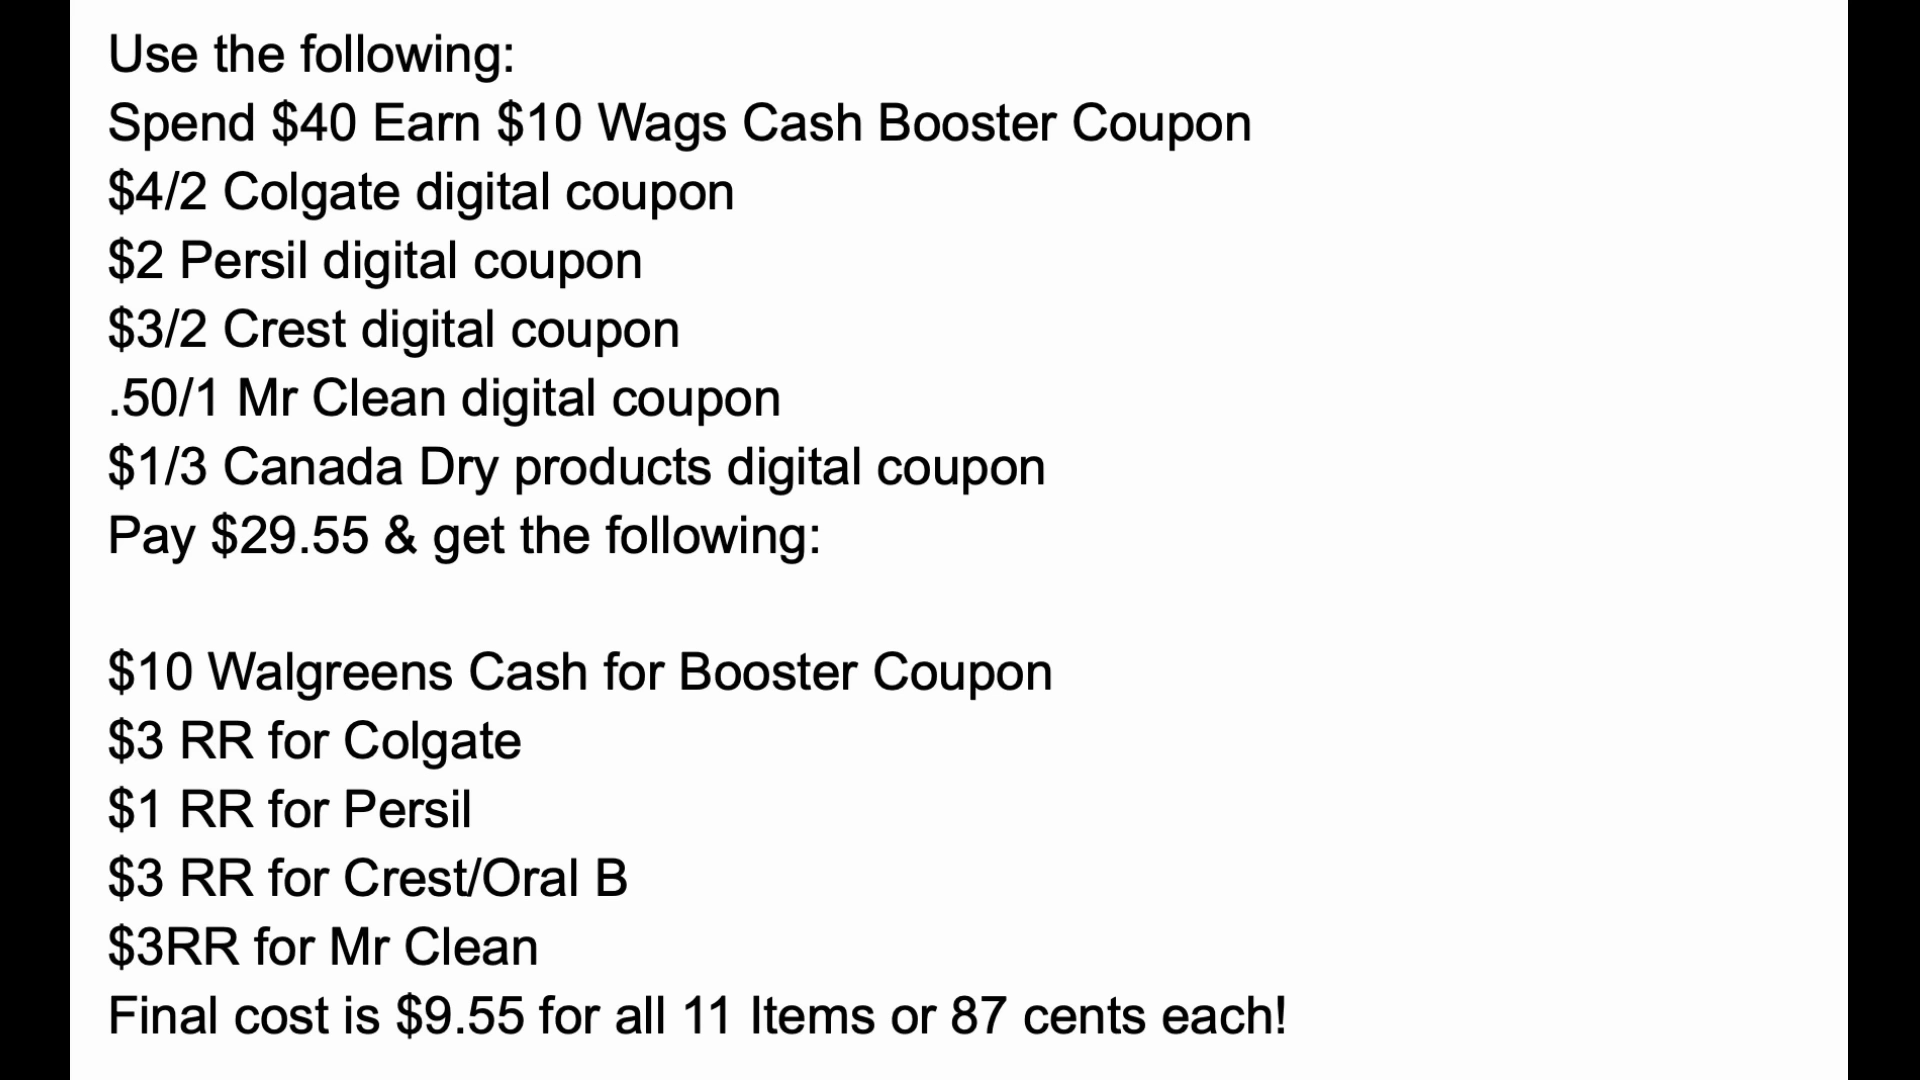 Use the following:
Spend $40 Earn $10 Wags Cash Booster Coupon
$4/2 Colgate digital coupon
$2 Persil digital coupon
$3/2 Crest digital coupon
.50/1 Mr Clean digital coupon
$1/3 Canada Dry products digital coupon
Pay $29.55 & get the following:
$10 Walgreens Cash for Booster Coupon
$3 RR for Colgate
$1 RR for Persil
$3 RR for Crest/Oral B
$3RR for Mr Clean
Final cost is $9.55 for all 11 Items or 87 cents each!